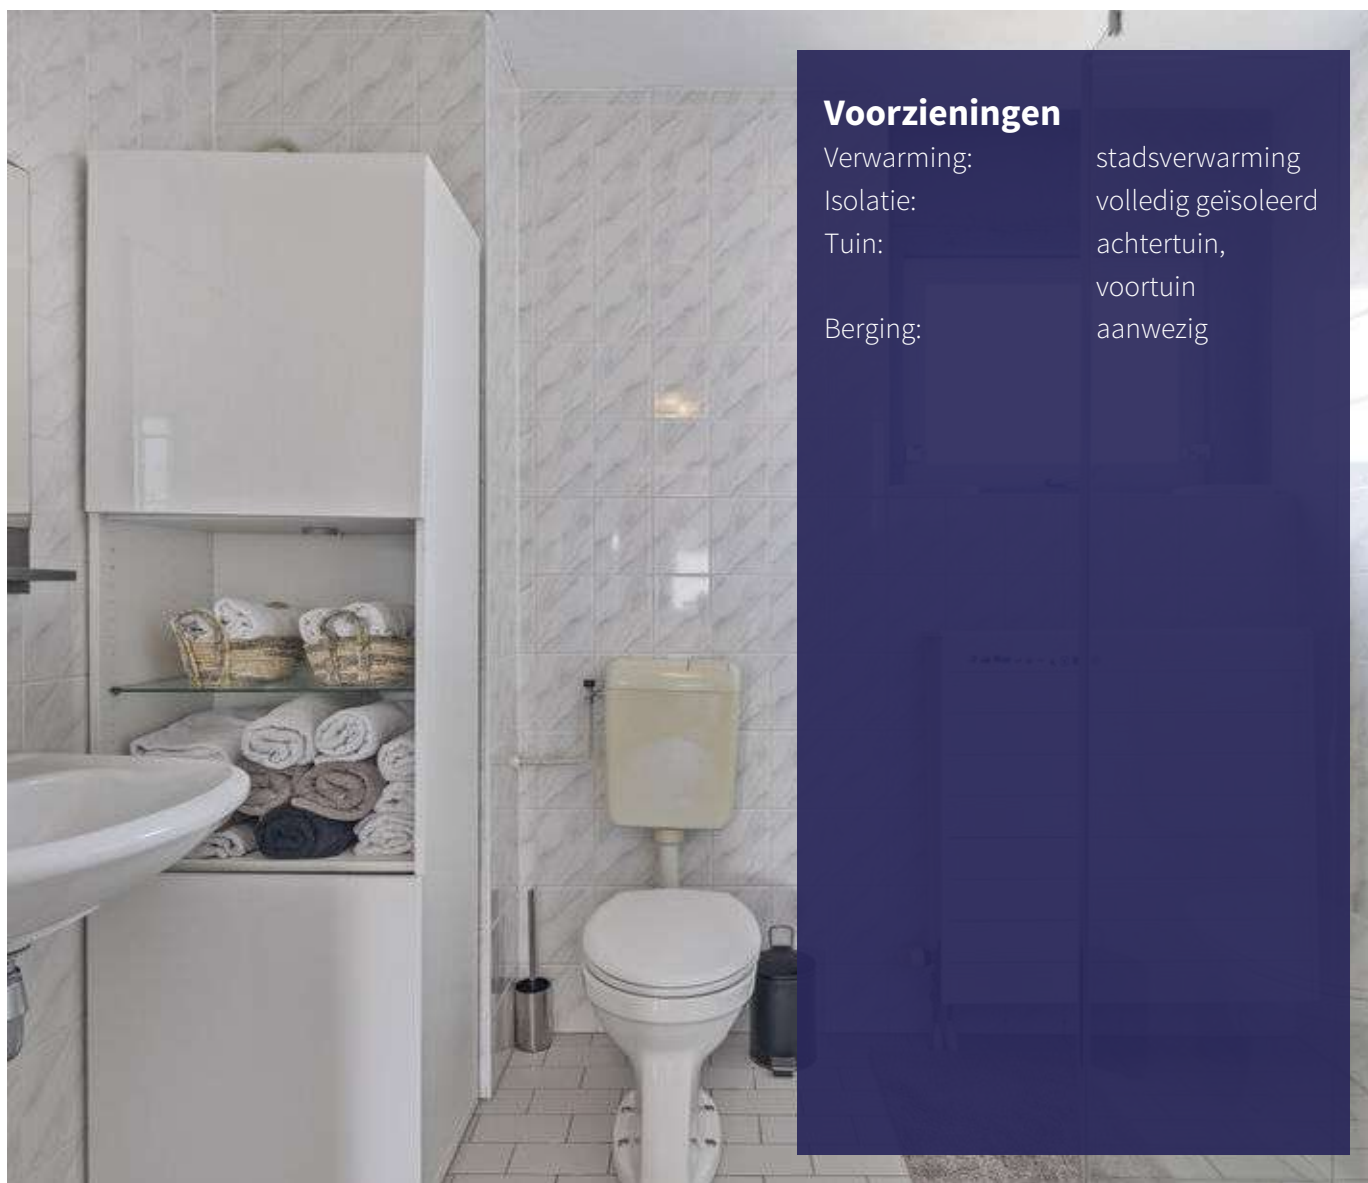 Voorzieningen
Verwarming: stadsverwarming
Isolatie: volledig geïsoleerd
Tuin: achtertuin,
voortuin
Berging: aanwezig